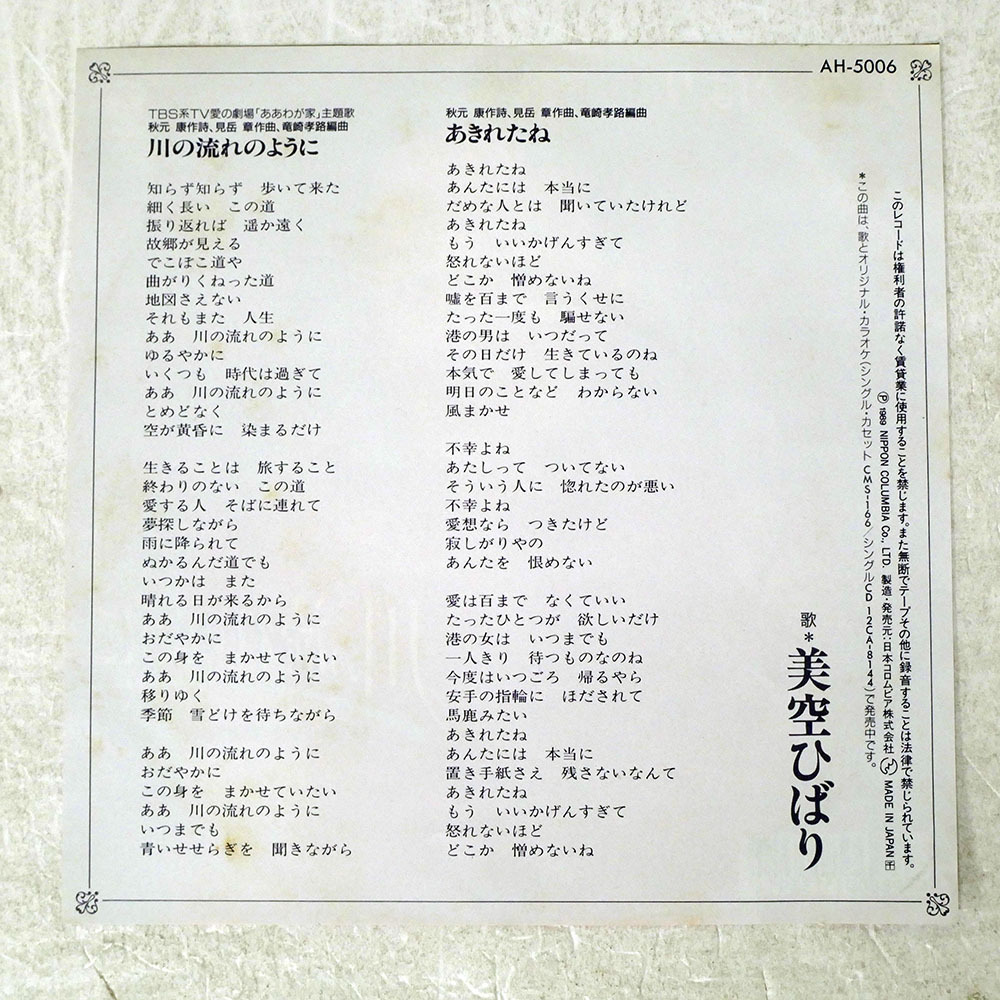 AH-5006
TBS系TV愛の劇場「ああわが家」主題歌
秋元 康作詩、見岳 章作曲、竜崎孝路編曲
川の流れのように
知らず知らず 歩いて来た
細く長い この道
振り返れば 遥か遠く
故郷が見える
でこぼこ道や
曲がりくねった道
地図さえない
それもまた 人生
ああ 川の流れのように
ゆるやかに
いくつも 時代は過ぎて
ああ 川の流れのように
とめどなく
空が黄昏に 染まるだけ
生きることは 旅すること
終わりのない この道
愛する人 そばに連れて
夢探しながら
雨に降られて
ぬかるんだ道でも
いつかは また
晴れる日が来るから
ああ 川の流れのように
おだやかに
この身を まかせていたい
ああ 川の流れのように
移りゆく
季節 雪どけを待ちながら
ああ 川の流れのように
おだやかに
この身を まかせていたい
ああ 川の流れのように
いつまでも
青いせせらぎを 聞きながら
秋元 康作詩、見岳 章作曲、竜崎孝路編曲
あきれたね
あきれたね
あんたには 本当に
だめな人とは 聞いていたけれど
あきれたね
もう いいかげんすぎて
怒れないほど
どこか 憎めないね
嘘を百まで 言うくせに
たった一度も 騙せない
港の男は いつだって
その日だけ 生きているのね
本気で 愛してしまっても
明日のことなど わからない
風まかせ
不幸よね
あたしって ついてない
そういう人に 惚れたのが悪い
不幸よね
愛想なら つきたけど
寂しがりやの
あんたを 恨めない
愛は百まで なくていい
たったひとつが 欲しいだけ
港の女は いつまでも
一人きり 待つものなのね
今度はいつごろ 帰るやら
安手の指輪に ほだされて
馬鹿みたい
あきれたね
あんたには 本当に
置き手紙さえ 残さないなんて
あきれたね
もう いいかげんすぎて
怒れないほど
どこか 憎めないね
歌*美空ひばり
このレコードは権利者の許諾なく賃貸業に使用することを禁じます。また無断でテープその他に録音することは法律で禁じられています。
Ⓟ 1989 NIPPON COLUMBIA Co., LTD. 製造・発売元:日本コロムビア株式会社 MADE IN JAPAN 干
*この曲は、歌とオリジナル・カラオケ(シングル・カセット CMS-166/シングルCD 12CA-8144)で発売中です。